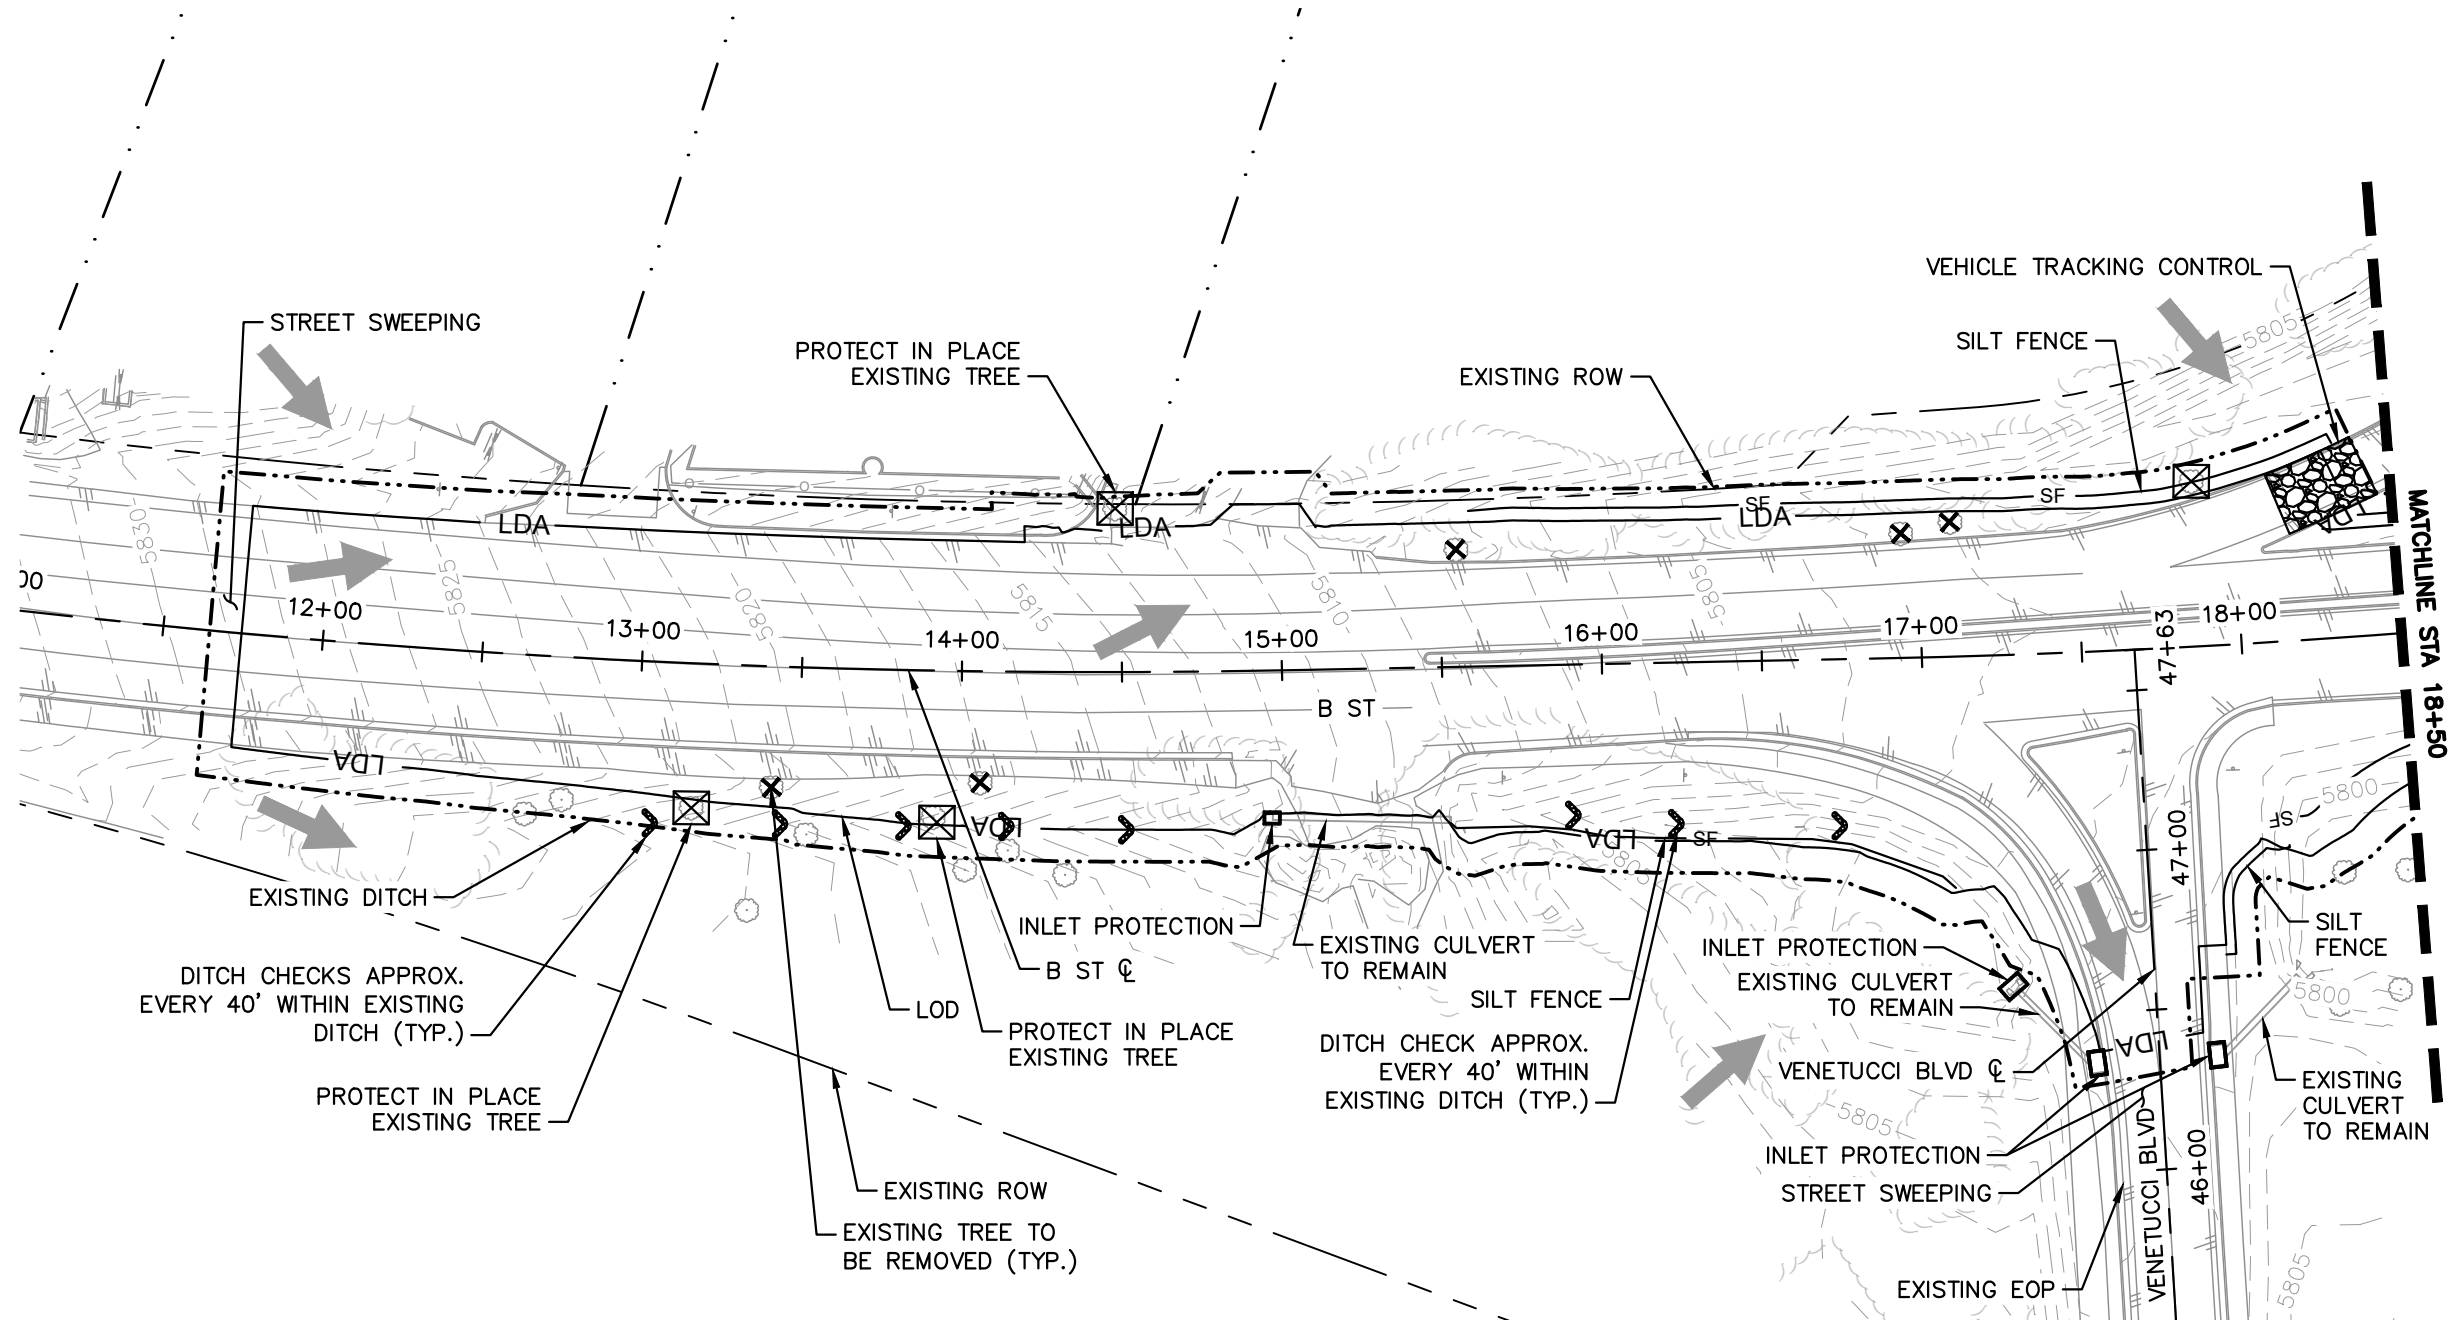 VEHICLE TRACKING CONTROL
STREET SWEEPING
5805
SILT FENCE
PROTECT IN PLACE
EXISTING TREE
EXISTING ROW
SF
SF
LDA
LDA
LDA
5830
5825
5820
5815
5810
5805
MATCHLINE STA 18+50
00
12+00
13+00
14+00
15+00
16+00
17+00
18+00
47+63
B ST
LDA
LDA
LDA
SF
5805
5800
SF
47+00
EXISTING DITCH
INLET PROTECTION
EXISTING CULVERT
TO REMAIN
B ST ℄
SILT
FENCE
INLET PROTECTION
EXISTING CULVERT
TO REMAIN
DITCH CHECKS APPROX.
EVERY 40' WITHIN EXISTING
DITCH (TYP.)
LOD
SILT FENCE
5800
PROTECT IN PLACE
EXISTING TREE
DITCH CHECK APPROX.
EVERY 40' WITHIN
EXISTING DITCH (TYP.)
LDA
VENETUCCI BLVD ℄
EXISTING
CULVERT
TO REMAIN
PROTECT IN PLACE
EXISTING TREE
5805
INLET PROTECTION
STREET SWEEPING
46+00
VENETUCCI BLVD
EXISTING ROW
EXISTING TREE TO
BE REMOVED (TYP.)
EXISTING EOP
5805